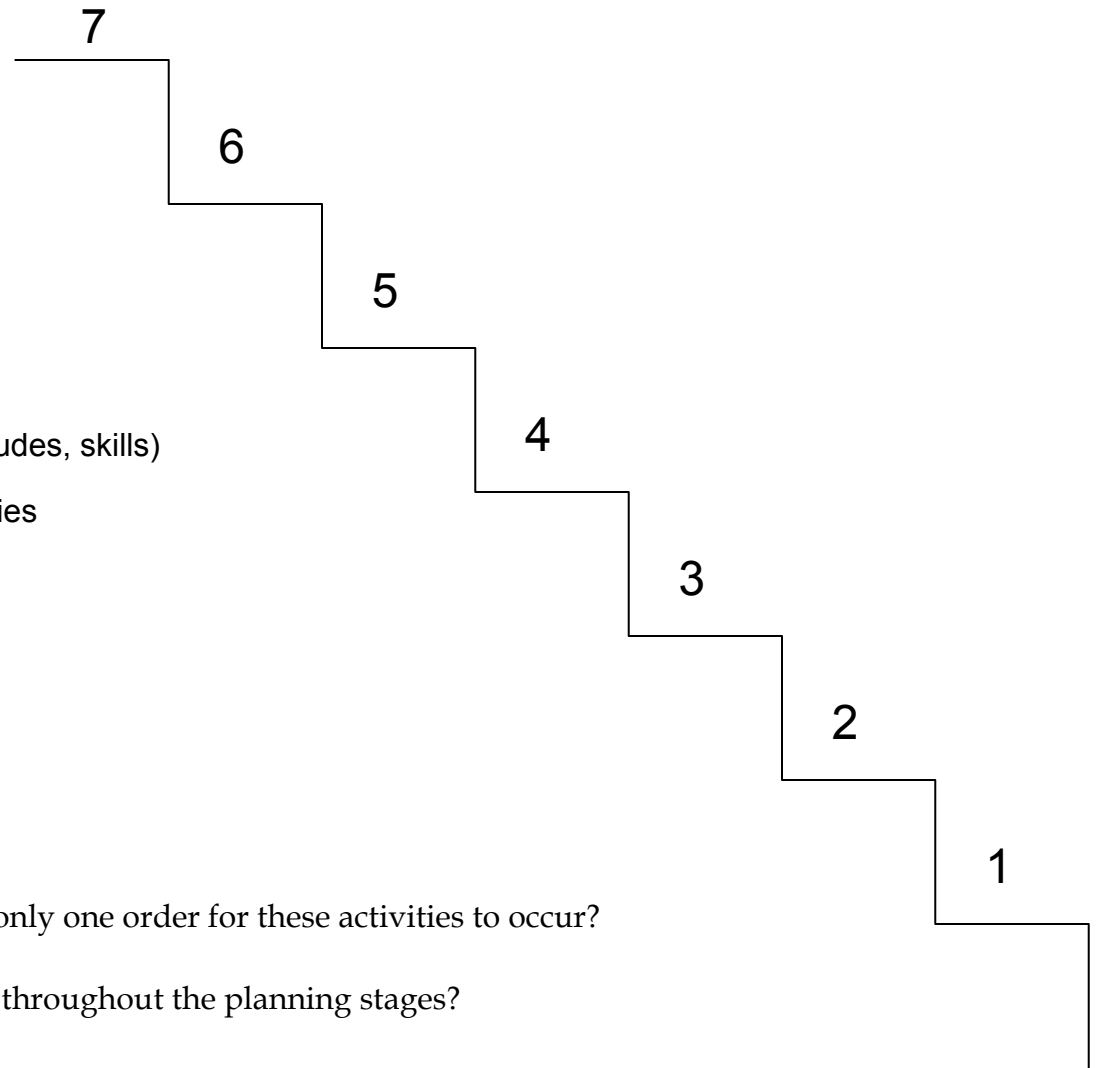 7
6
5
4
udes, skills)
ies
3
2
1
only one order for these activities to occur?
throughout the planning stages?